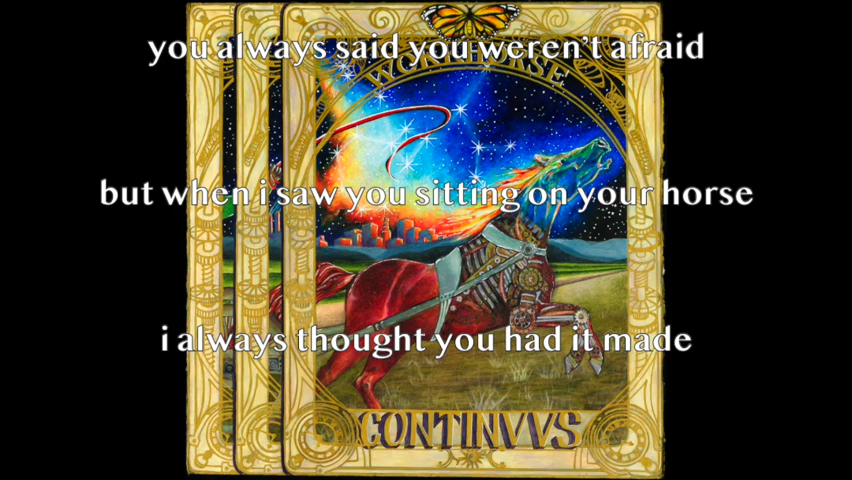 you always said you weren't afraid
WORKHORSE
but when i saw you sitting on your horse
i always thought you had it made
CONTINVVS